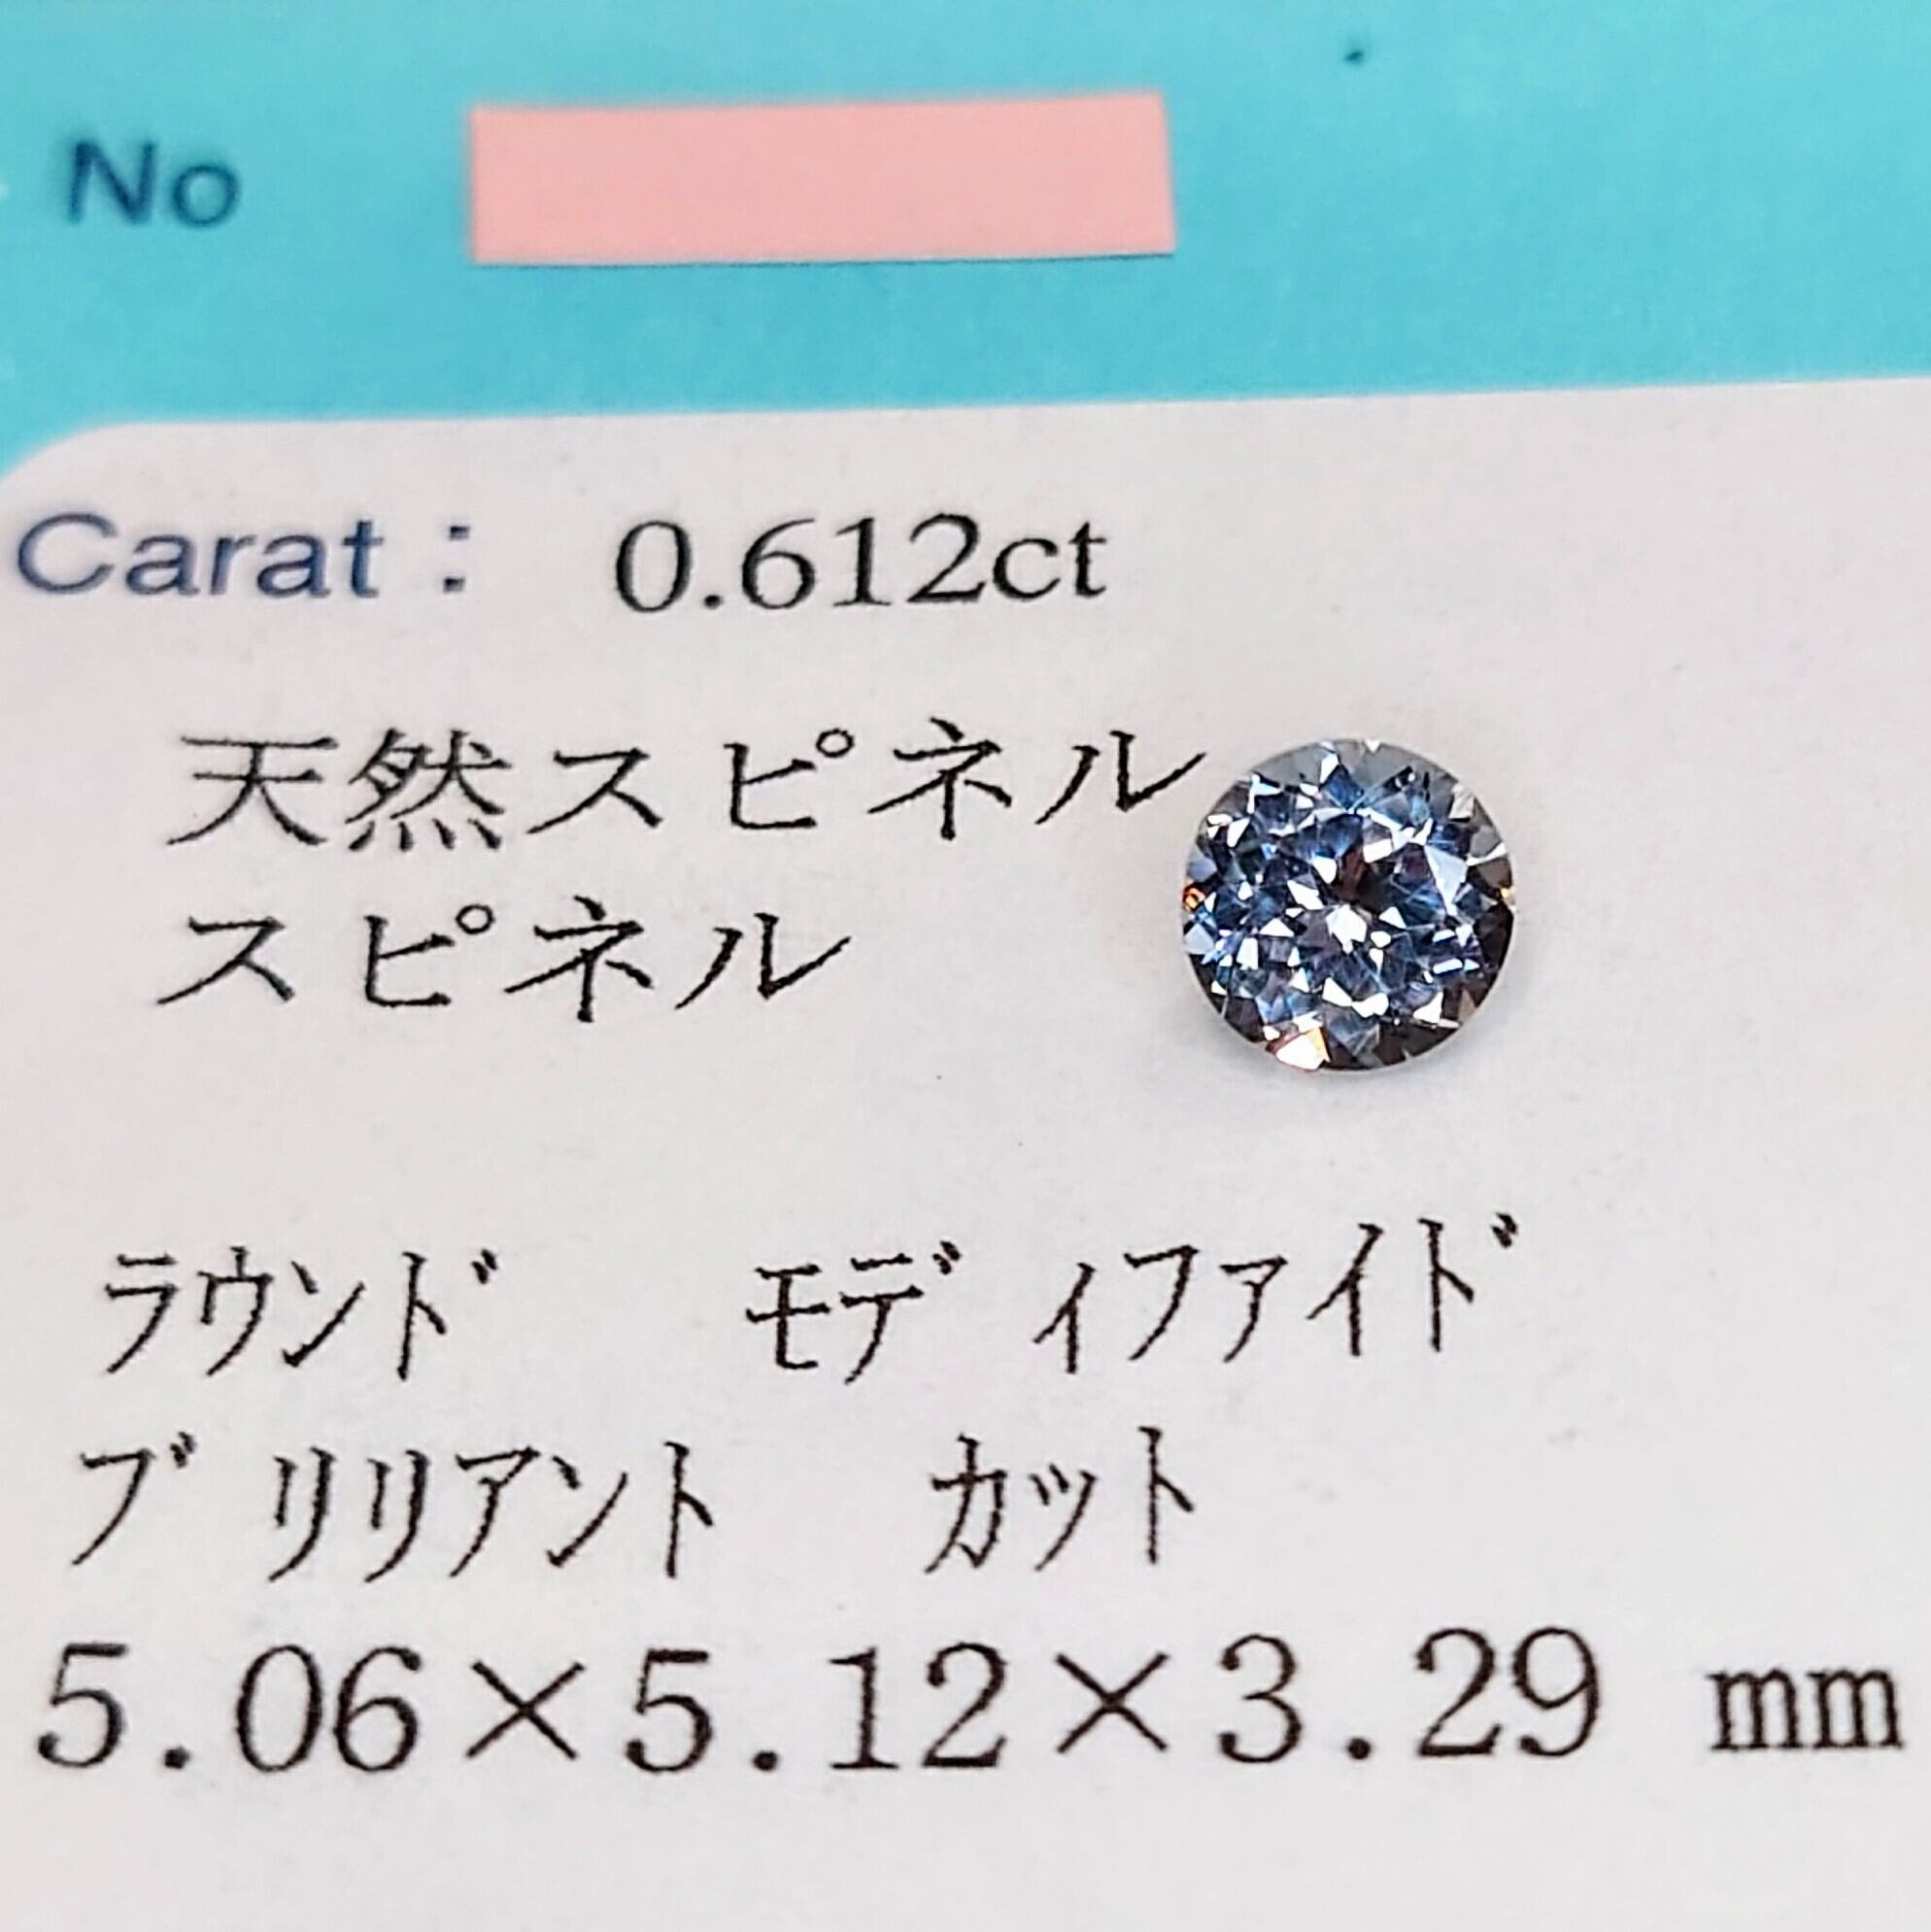 No
Carat : 0.612ct
天然スピネル
スピネル
ラウンド モディファイド
ブリリアント カット
5.06×5.12×3.29 mm